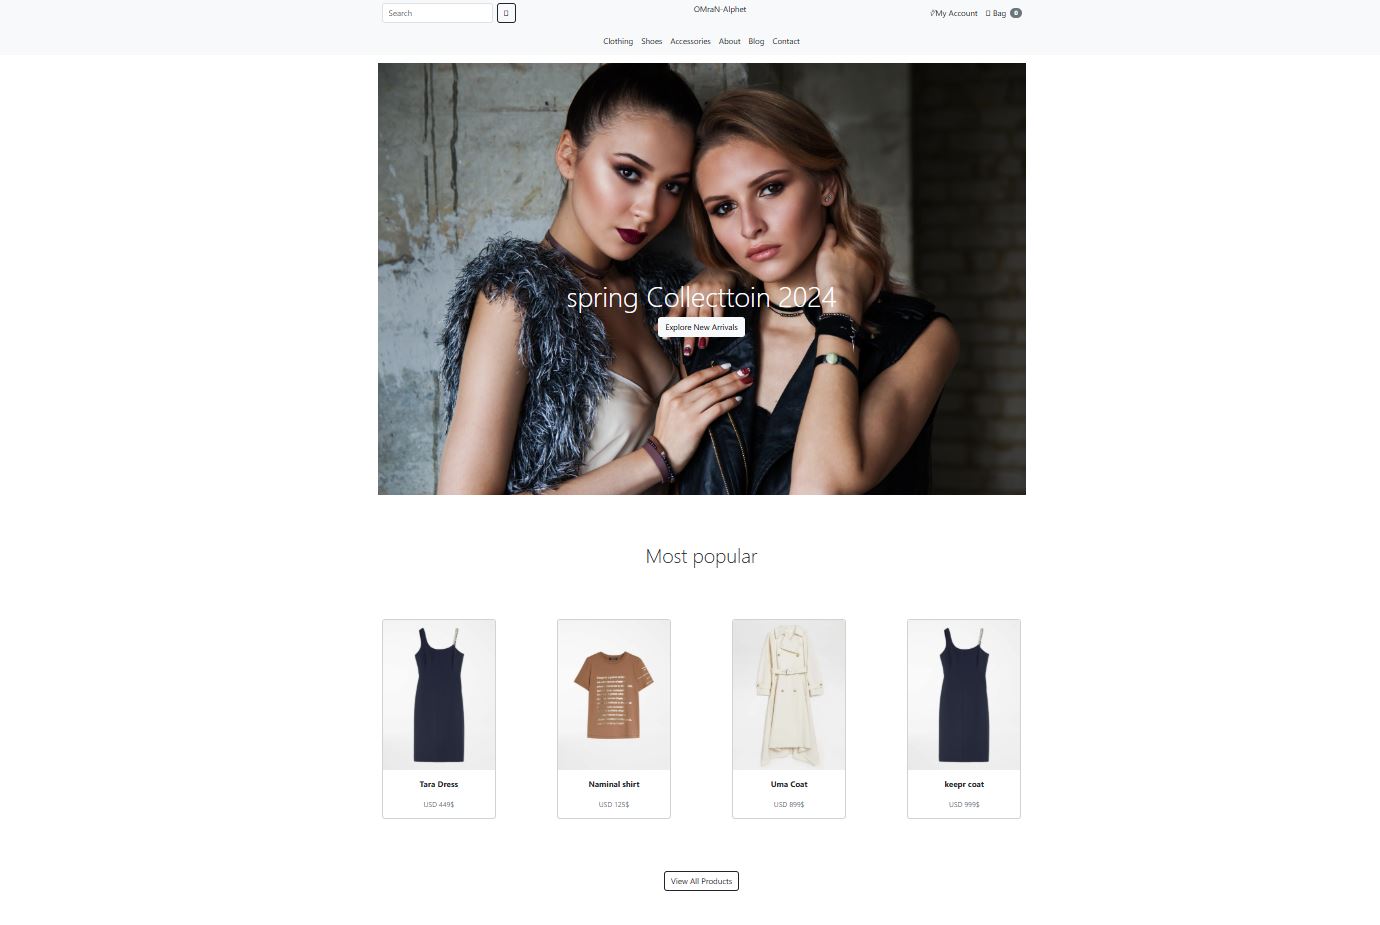 Search
OMraN-Alphet
My Account
Bag 0
Clothing Shoes Accessories About Blog Contact
spring Collecttoin 2024
Explore New Arrivals
Most popular
Tara Dress
USD 449$
Naminal shirt
USD 125$
Uma Coat
USD 899$
keepr coat
USD 999$
View All Products